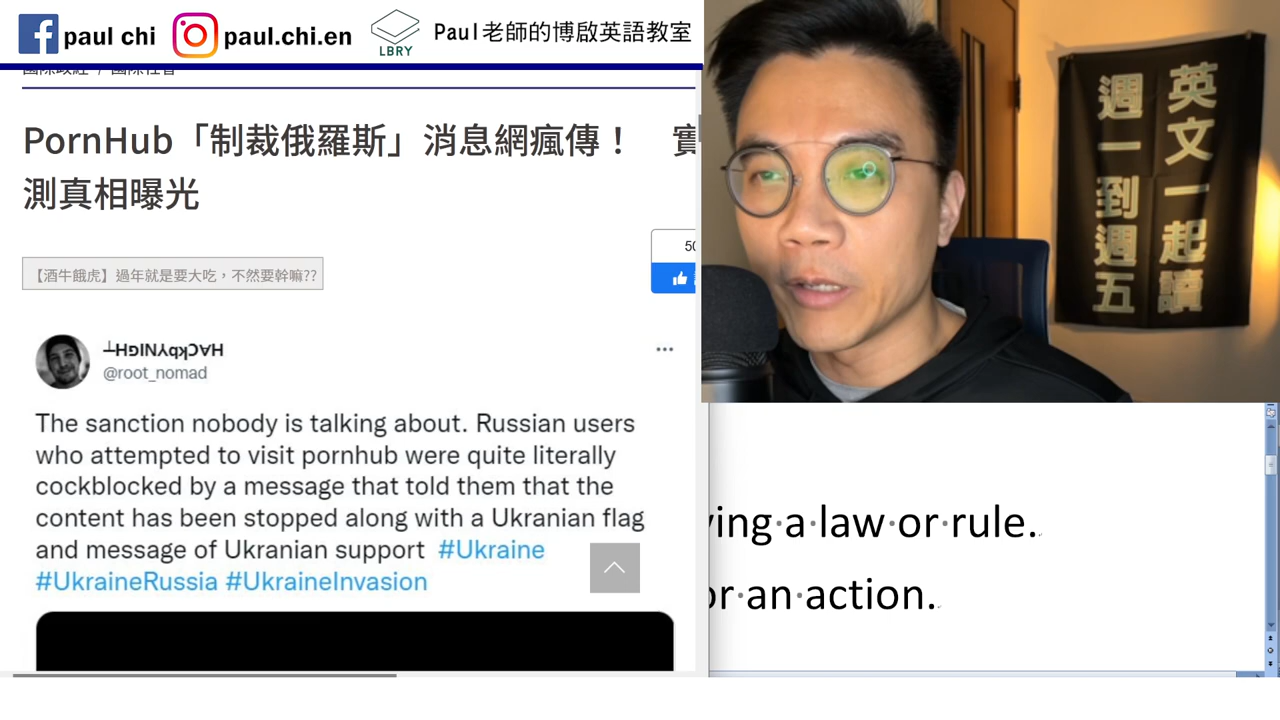 paul chi
paul.chi.en
LBRY
Paul老師的博啟英語教室
PornHub「制裁俄羅斯」消息網瘋傳！ 實
測真相曝光
【酒牛餓虎】過年就是要大吃，不然要幹嘛??
50
@root_nomad
The sanction nobody is talking about. Russian users
who attempted to visit pornhub were quite literally
cockblocked by a message that told them that the
content has been stopped along with a Ukranian flag
and message of Ukranian support #Ukraine
#UkraineRussia #UkraineInvasion
英文一起讀
週一到週五
ying a law or rule.
or an action.